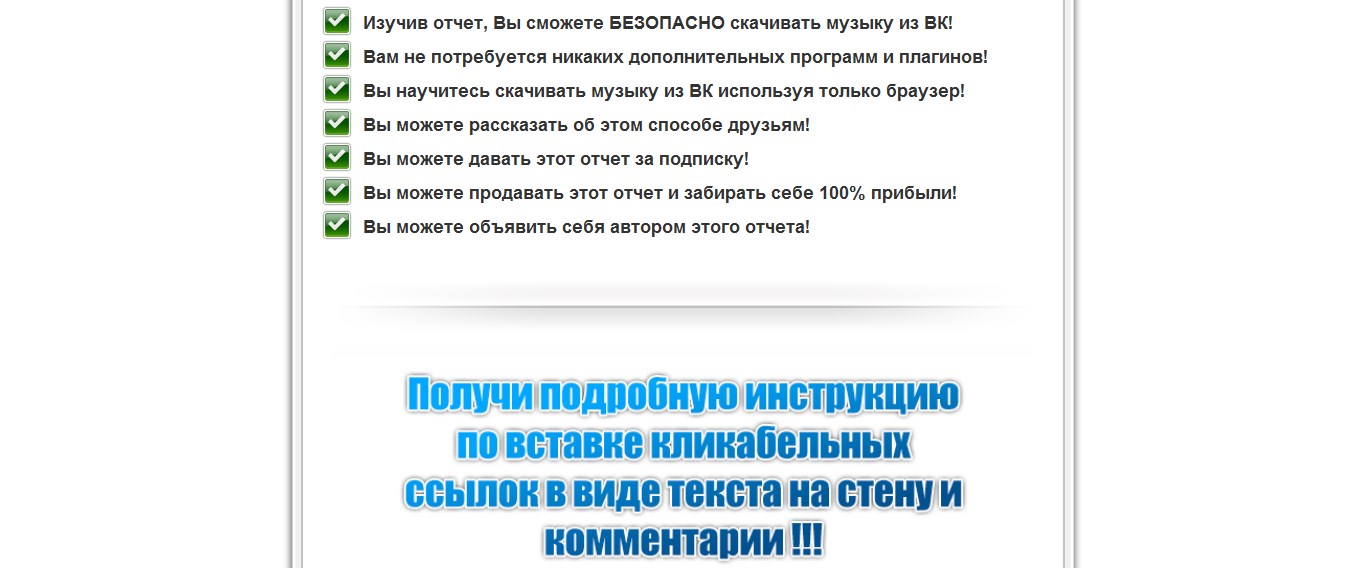 Изучив отчет, Вы сможете БЕЗОПАСНО скачивать музыку из ВК!
Вам не потребуется никаких дополнительных программ и плагинов!
Вы научитесь скачивать музыку из ВК используя только браузер!
Вы можете рассказать об этом способе друзьям!
Вы можете давать этот отчет за подписку!
Вы можете продавать этот отчет и забирать себе 100% прибыли!
Вы можете объявить себя автором этого отчета!
Получи подробную инструкцию
по вставке кликабельных
ссылок в виде текста на стену и
комментарии !!!